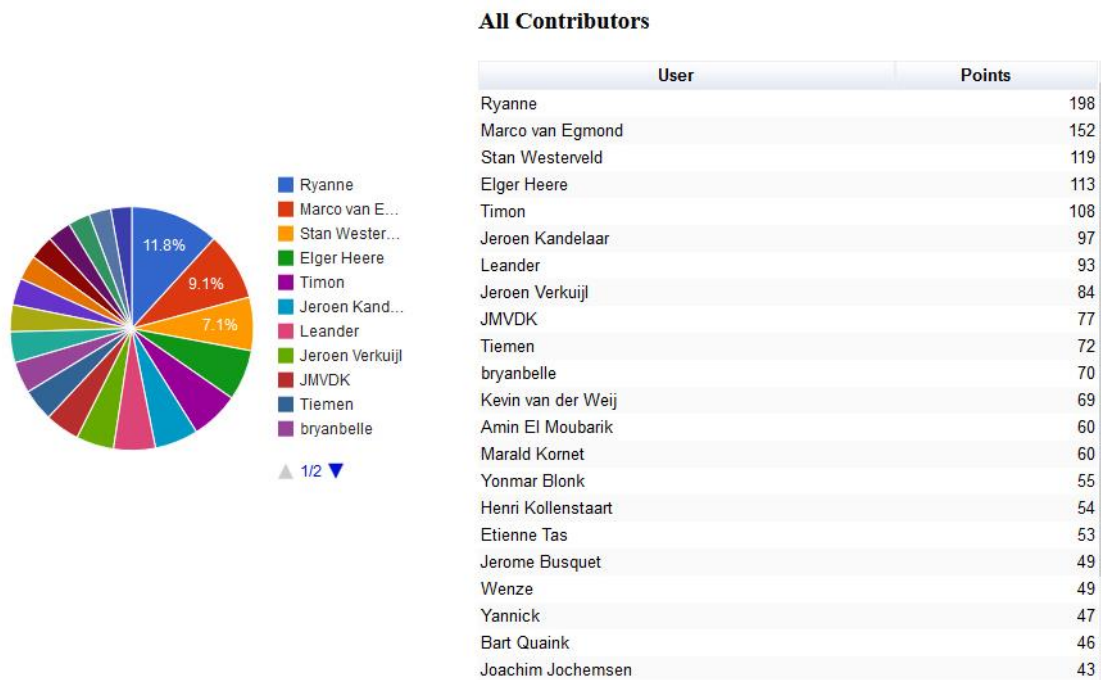 All Contributors
User Points
Ryanne 198
Marco van Egmond 152
Stan Westerveld 119
Elger Heere 113
Timon 108
Jeroen Kandelaar 97
Leander 93
Jeroen Verkuijl 84
JMVDK 77
Tiemen 72
bryanbelle 70
Kevin van der Weij 69
Amin El Moubarik 60
Marald Kornet 60
Yonmar Blonk 55
Henri Kollenstaart 54
Etienne Tas 53
Jerome Busquet 49
Wenze 49
Yannick 47
Bart Quaink 46
Joachim Jochemsen 43
11.8%
9.1%
7.1%
Ryanne
Marco van E...
Stan Wester...
Elger Heere
Timon
Jeroen Kand...
Leander
Jeroen Verkuijl
JMVDK
Tiemen
bryanbelle
1/2